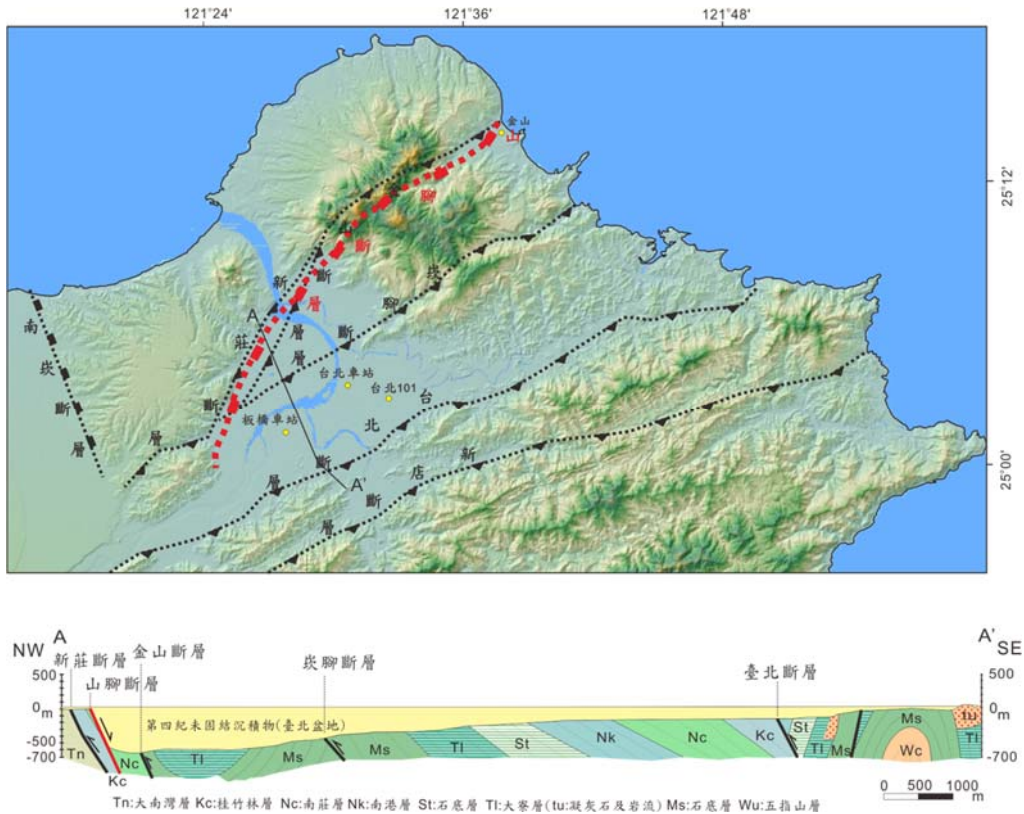 121°24' 121°36' 121°48'
金山
山腳斷層
25°12'
崁腳斷層
新莊斷層
斷層
南崁斷層
A
台北車站
台北101
板橋車站
台北斷層
新店斷層
25°00'
A'
NW A A' SE
新莊斷層 金山斷層 崁腳斷層 臺北斷層
山腳斷層
500 500
0 m 0 m
-500 -500
-700 -700
第四紀未固結沉積物(臺北盆地)
Tn Kc Nc Tl Ms Ms Tl St Nk Nc Kc St Tl Ms Ms Wc tu Tl
Tn:大南灣層 Kc:桂竹林層 Nc:南莊層 Nk:南港層 St:石底層 Tl:大寮層(tu:凝灰石及岩流) Ms:石底層 Wu:五指山層
0 500 1000 m